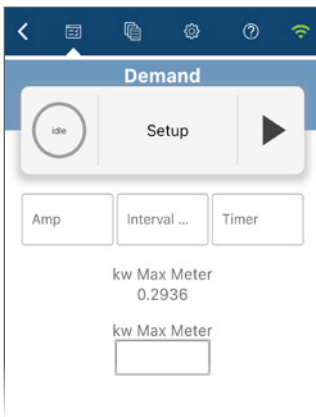 Demand
idle
Setup
Amp
Interval ...
Timer
kw Max Meter
0.2936
kw Max Meter